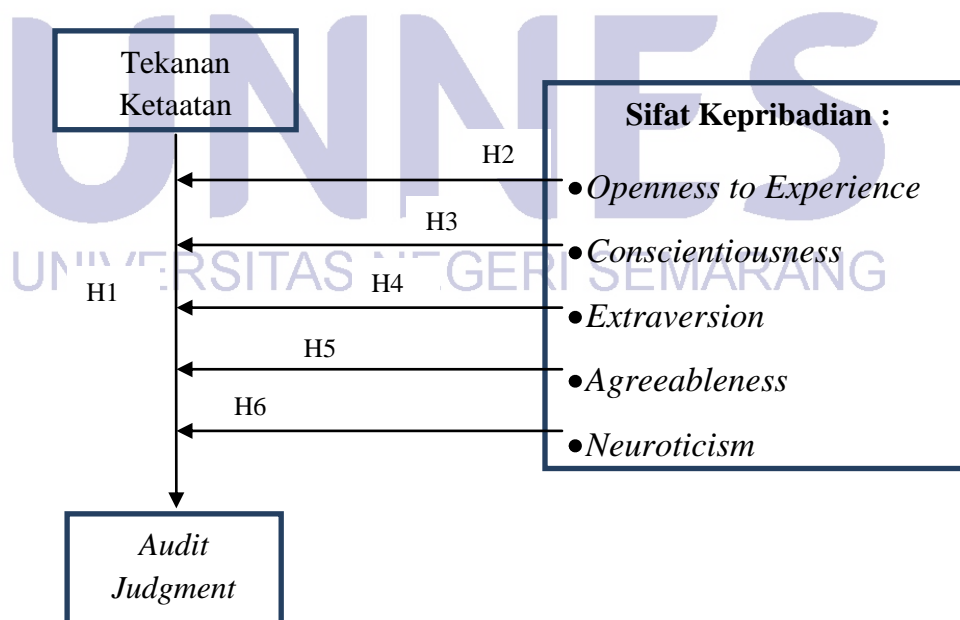 UNNES
UNIVERSITAS NEGERI SEMARANG
Tekanan
Ketaatan
Sifat Kepribadian :
H2
•Openness to Experience
H3
•Conscientiousness
H1
H4
•Extraversion
H5
•Agreeableness
H6
•Neuroticism
Audit
Judgment